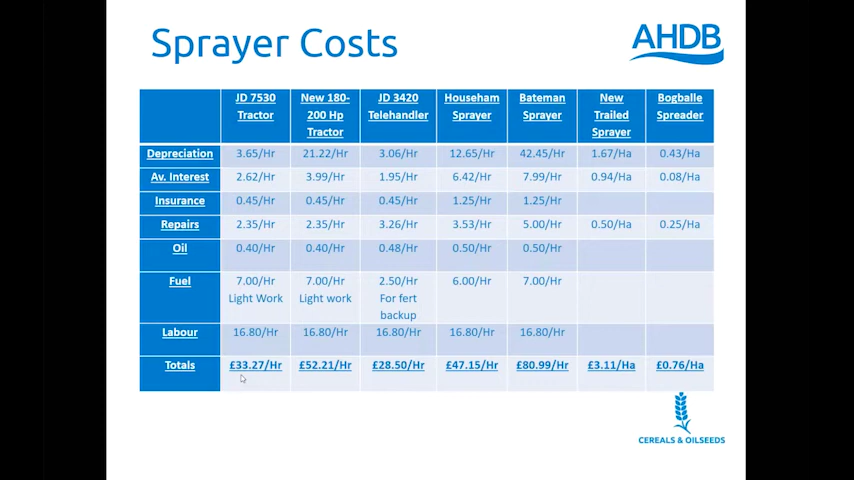 Sprayer Costs
AHDB
JD 7530 Tractor | New 180-200 Hp Tractor | JD 3420 Telehandler | Househam Sprayer | Bateman Sprayer | New Trailed Sprayer | Bogballe Spreader
Depreciation | 3.65/Hr | 21.22/Hr | 3.06/Hr | 12.65/Hr | 42.45/Hr | 1.67/Ha | 0.43/Ha
Av. Interest | 2.62/Hr | 3.99/Hr | 1.95/Hr | 6.42/Hr | 7.99/Hr | 0.94/Ha | 0.08/Ha
Insurance | 0.45/Hr | 0.45/Hr | 0.45/Hr | 1.25/Hr | 1.25/Hr
Repairs | 2.35/Hr | 2.35/Hr | 3.26/Hr | 3.53/Hr | 5.00/Hr | 0.50/Ha | 0.25/Ha
Oil | 0.40/Hr | 0.40/Hr | 0.48/Hr | 0.50/Hr | 0.50/Hr
Fuel | 7.00/Hr Light Work | 7.00/Hr Light work | 2.50/Hr For fert backup | 6.00/Hr | 7.00/Hr
Labour | 16.80/Hr | 16.80/Hr | 16.80/Hr | 16.80/Hr | 16.80/Hr
Totals | £33.27/Hr | £52.21/Hr | £28.50/Hr | £47.15/Hr | £80.99/Hr | £3.11/Ha | £0.76/Ha
CEREALS & OILSEEDS